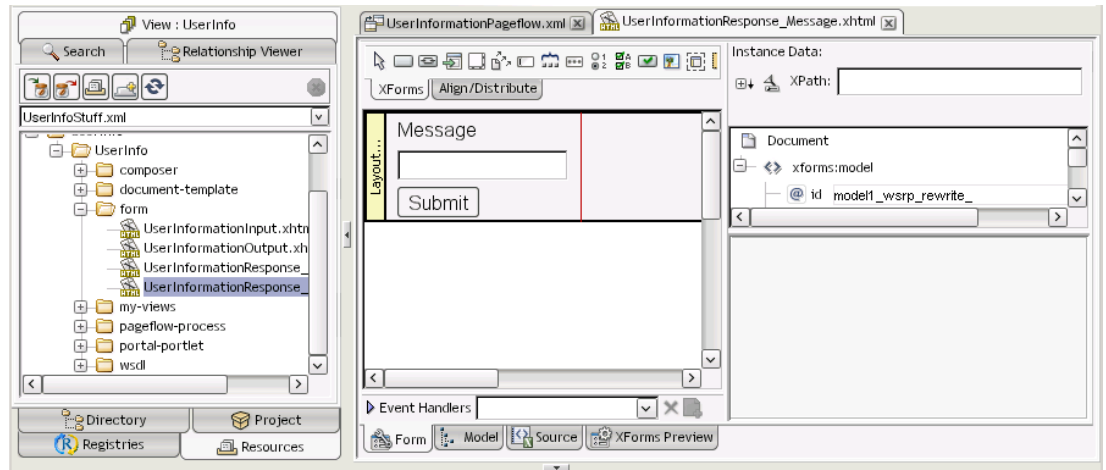 View : UserInfo
Search
Relationship Viewer
UserInfoStuff.xml
UserInfo
composer
document-template
form
UserInformationInput.xhtm
UserInformationOutput.xh
UserInformationResponse_
UserInformationResponse_
my-views
pageflow-process
portal-portlet
wsdl
Directory
Project
Registries
Resources
UserInformationPageflow.xml
UserInformationResponse_Message.xhtml
XForms
Align/Distribute
Layout...
Message
Submit
Event Handlers
Form
Model
Source
XForms Preview
Instance Data:
XPath:
Document
xforms:model
id model1_wsrp_rewrite_